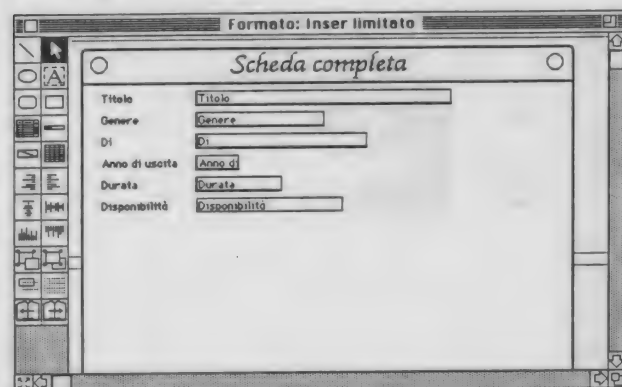 Formato: Inser limitato
A
Scheda completa
Titolo Titolo
Genere Genere
Di Di
Anno di uscita Anno di
Durata Durata
Disponibilità Disponibilità